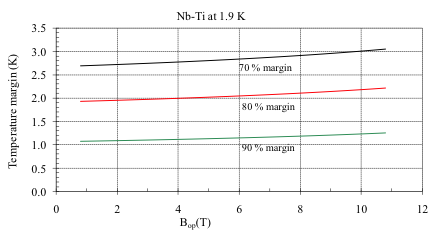 Nb-Ti at 1.9 K
Temperature margin (K)
3.5
3.0
2.5
2.0
1.5
1.0
0.5
0.0
70 % margin
80 % margin
90 % margin
0 2 4 6 8 10 12
Bop(T)